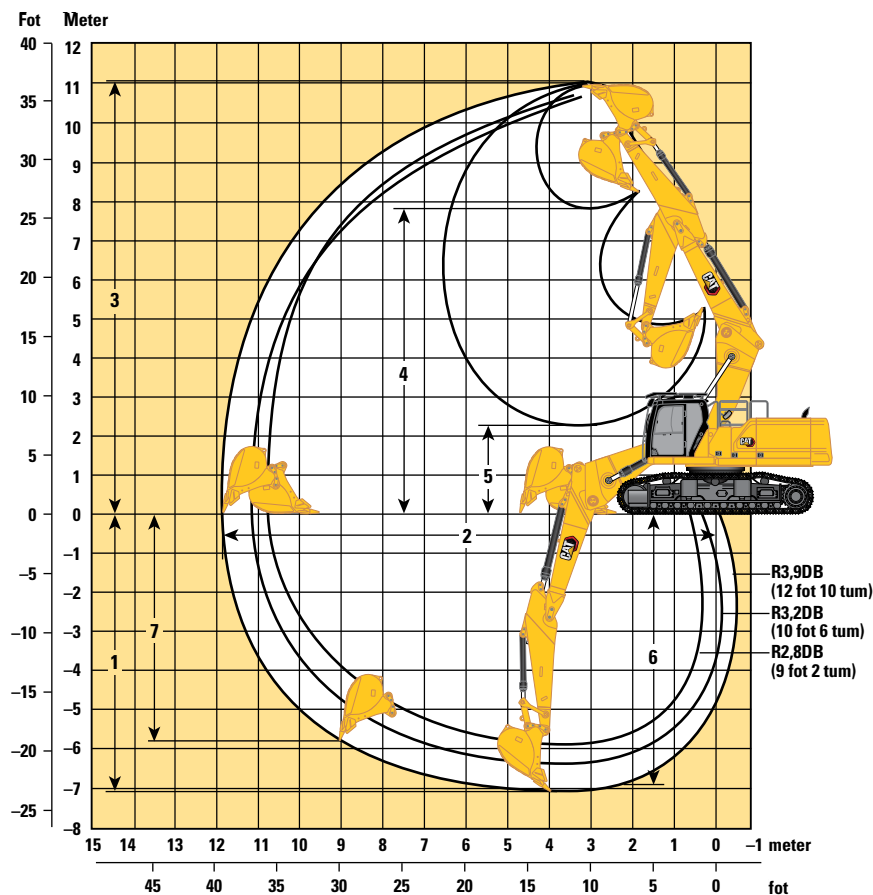 Fot Meter
40 12
11
35
10
30 9
8
25
7
20 6
5
15
4
10 3
2
5
1
0 0
–1
–5 –2
–3
–10
–4
–15
–5
–20 –6
–7
–25
–8
3
4
5
2
1
7
6
CAT
CAT
CAT
R3,9DB
(12 fot 10 tum)
R3,2DB
(10 fot 6 tum)
R2,8DB
(9 fot 2 tum)
15 14 13 12 11 10 9 8 7 6 5 4 3 2 1 0 –1 meter
45 40 35 30 25 20 15 10 5 0 fot